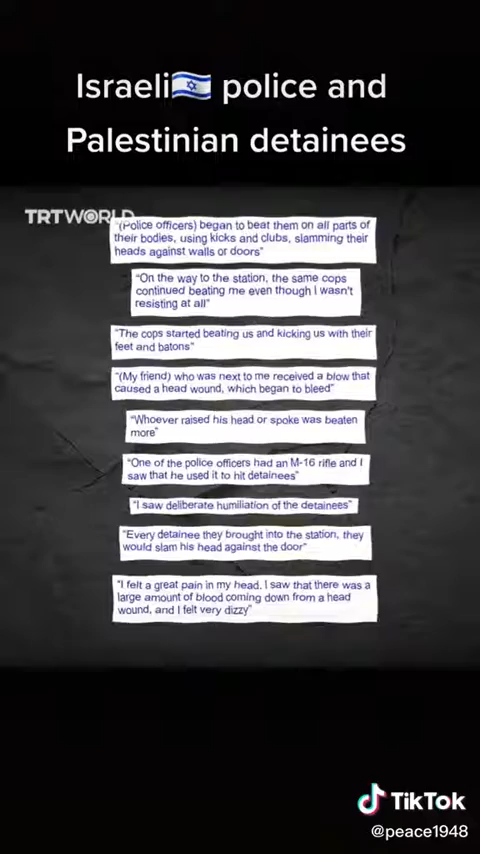 Israeli🇮🇱 police and
Palestinian detainees
TRTWORLD
"(Police officers) began to beat them on all parts of
their bodies, using kicks and clubs, slamming their
heads against walls or doors"
"On the way to the station, the same cops
continued beating me even though I wasn't
resisting at all"
"The cops started beating us and kicking us with their
feet and batons"
"(My friend) who was next to me received a blow that
caused a head wound, which began to bleed"
"Whoever raised his head or spoke was beaten
more"
"One of the police officers had an M-16 rifle and I
saw that he used it to hit detainees"
"I saw deliberate humiliation of the detainees"
"Every detainee they brought into the station, they
would slam his head against the door"
"I felt a great pain in my head. I saw that there was a
large amount of blood coming down from a head
wound, and I felt very dizzy"
TikTok
@peace1948